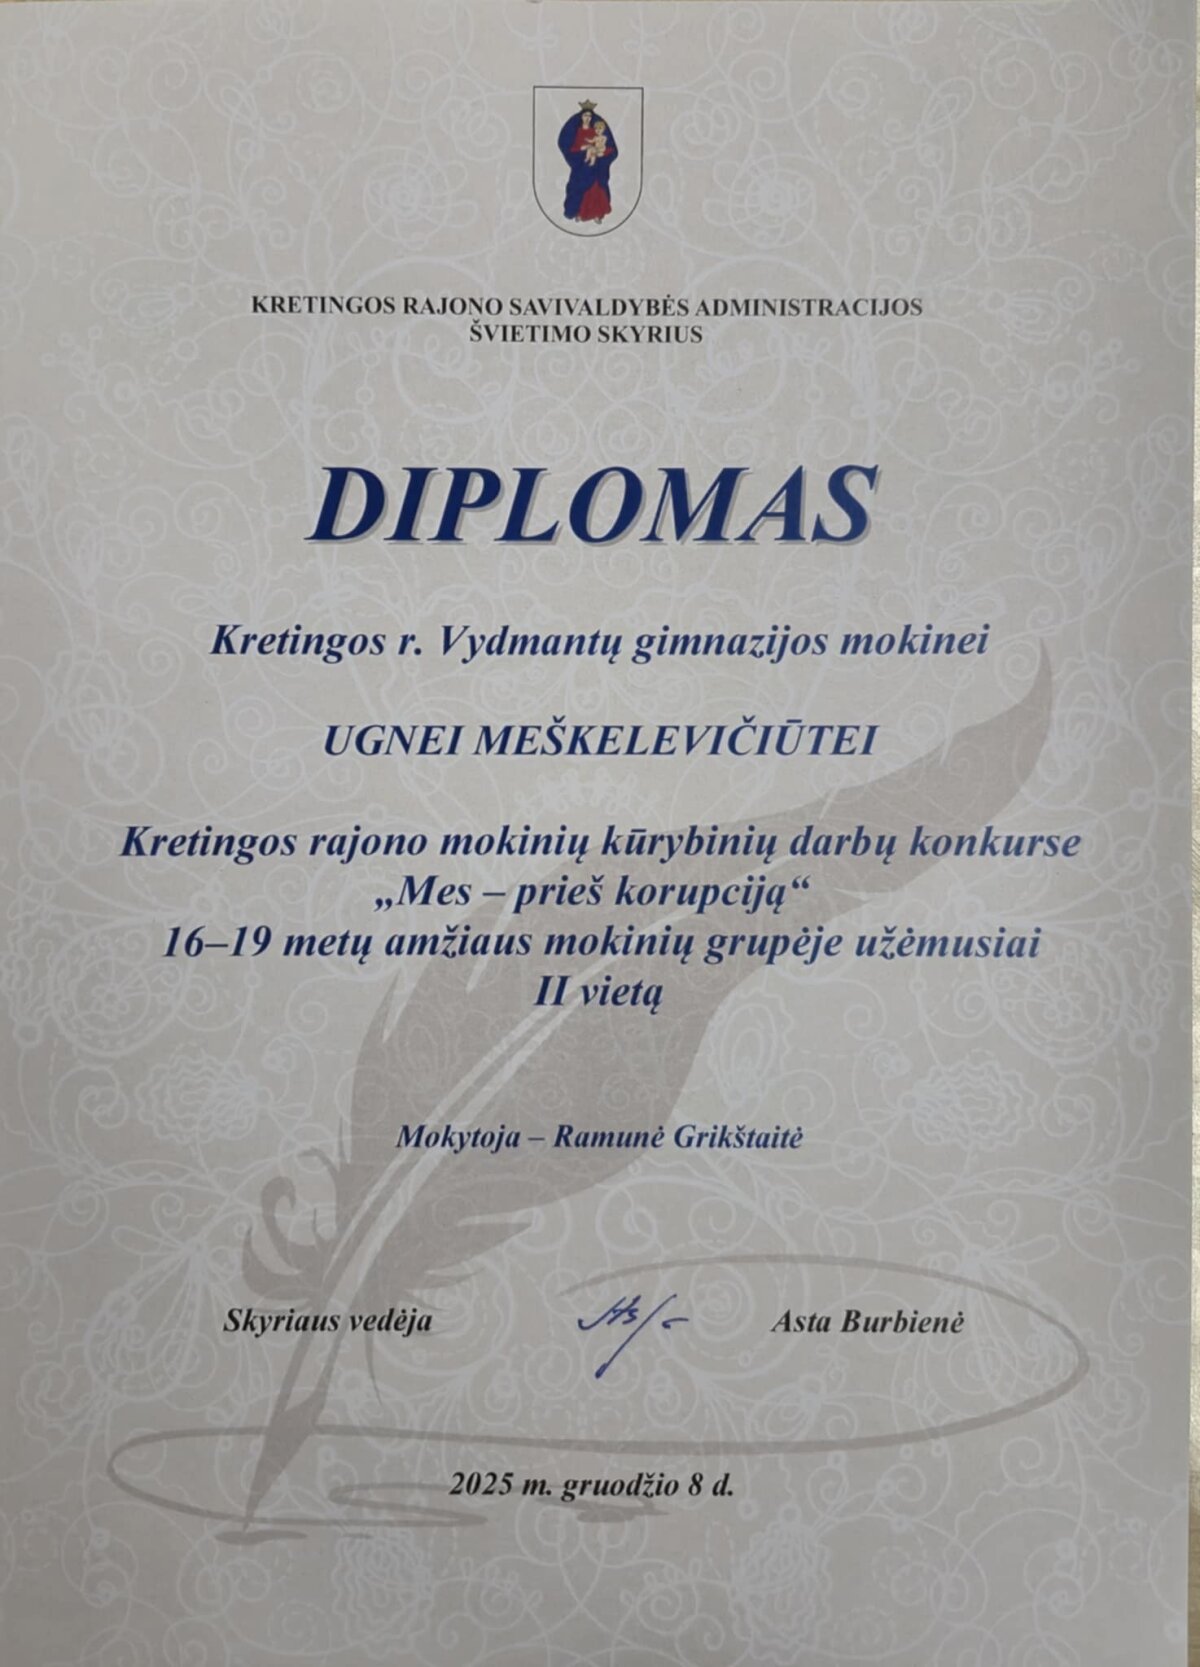 KRETINGOS RAJONO SAVIVALDYBĖS ADMINISTRACIJOS
ŠVIETIMO SKYRIUS
DIPLOMAS
Kretingos r. Vydmantų gimnazijos mokinei
UGNEI MEŠKELEVIČIŪTEI
Kretingos rajono mokinių kūrybinių darbų konkurse
„Mes – prieš korupciją“
16–19 metų amžiaus mokinių grupėje užėmusiai
II vietą
Mokytoja – Ramunė Grikštaitė
Skyriaus vedėja Asta Burbienė
2025 m. gruodžio 8 d.